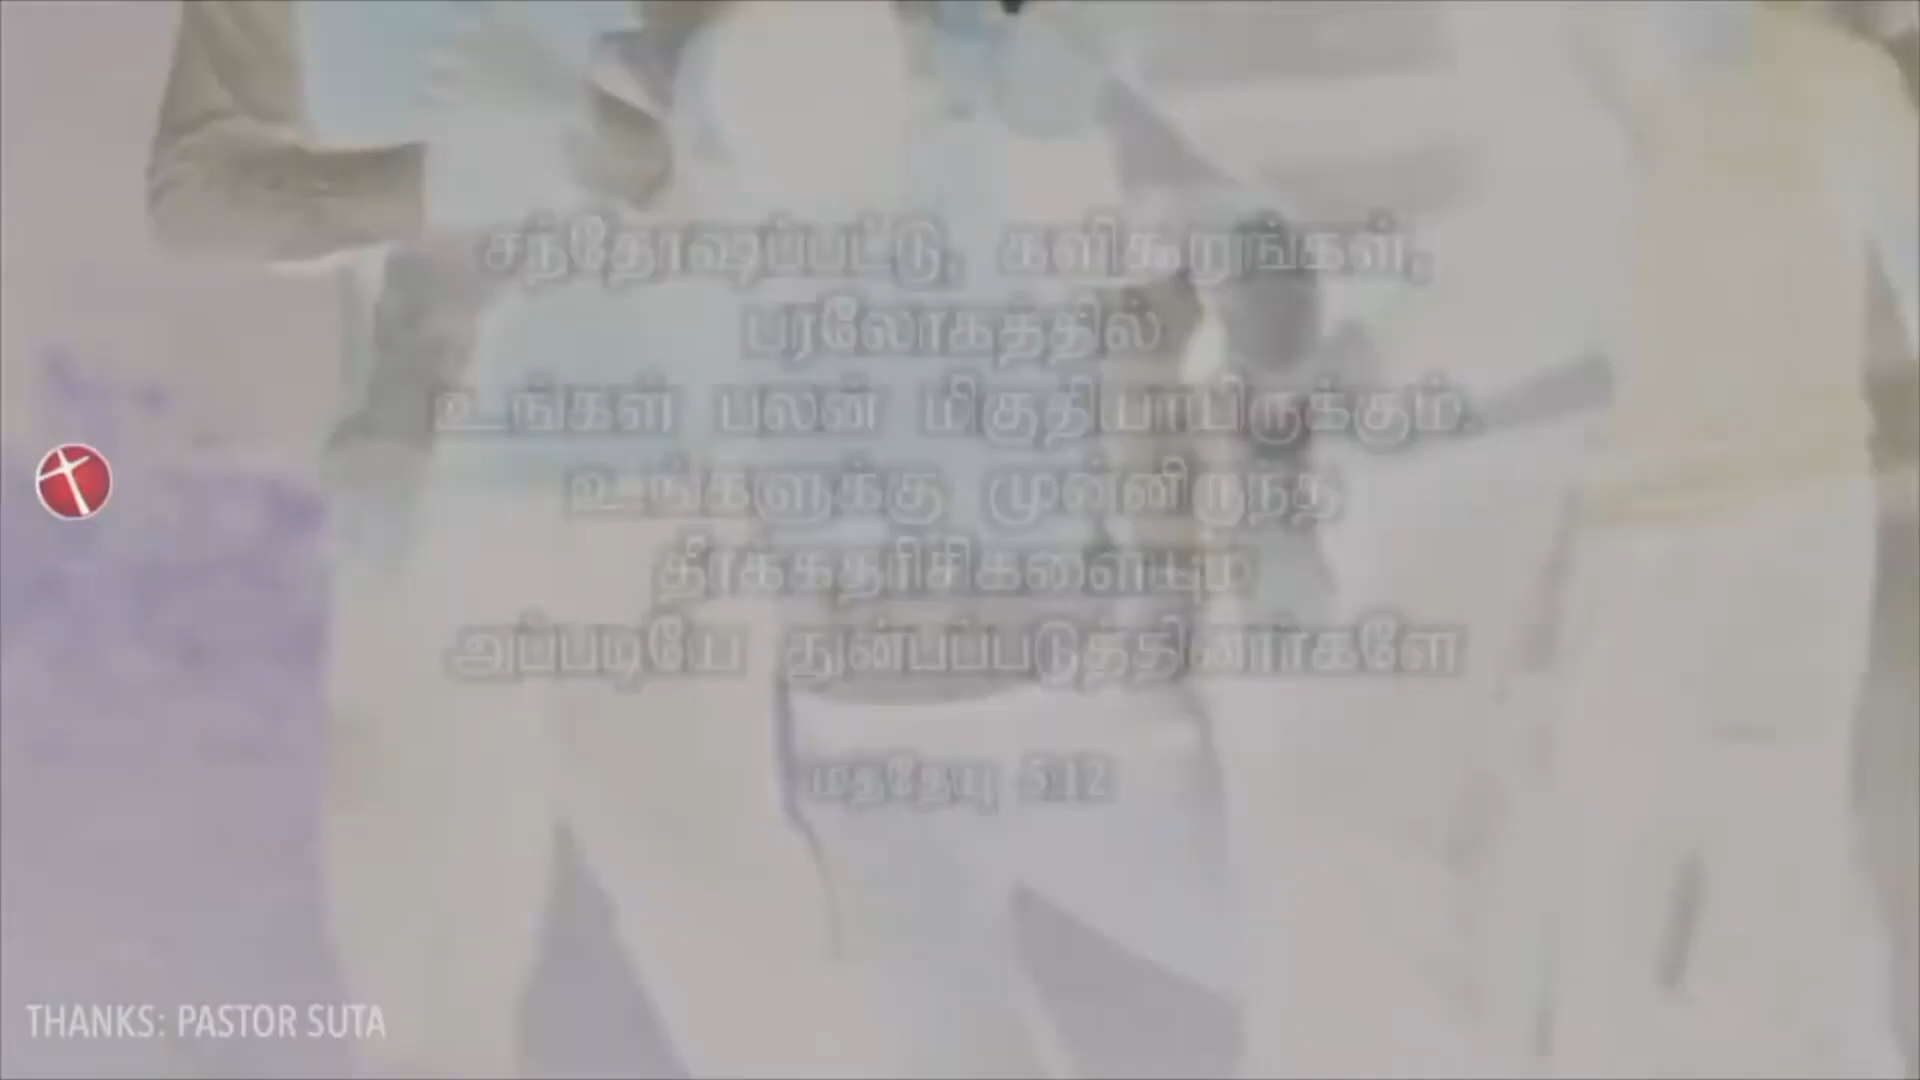 சந்தோஷப்பட்டு, களிகூறுங்கள்,
பரலோகத்தில்
உங்கள் பலன் மிகுதியாயிருக்கும்.
உங்களுக்கு முன்னிருந்த
தீர்க்கதரிசிகளையும்
அப்படியே துன்பப்படுத்தினார்களே
மத்தேயு 5:12
THANKS: PASTOR SUTA